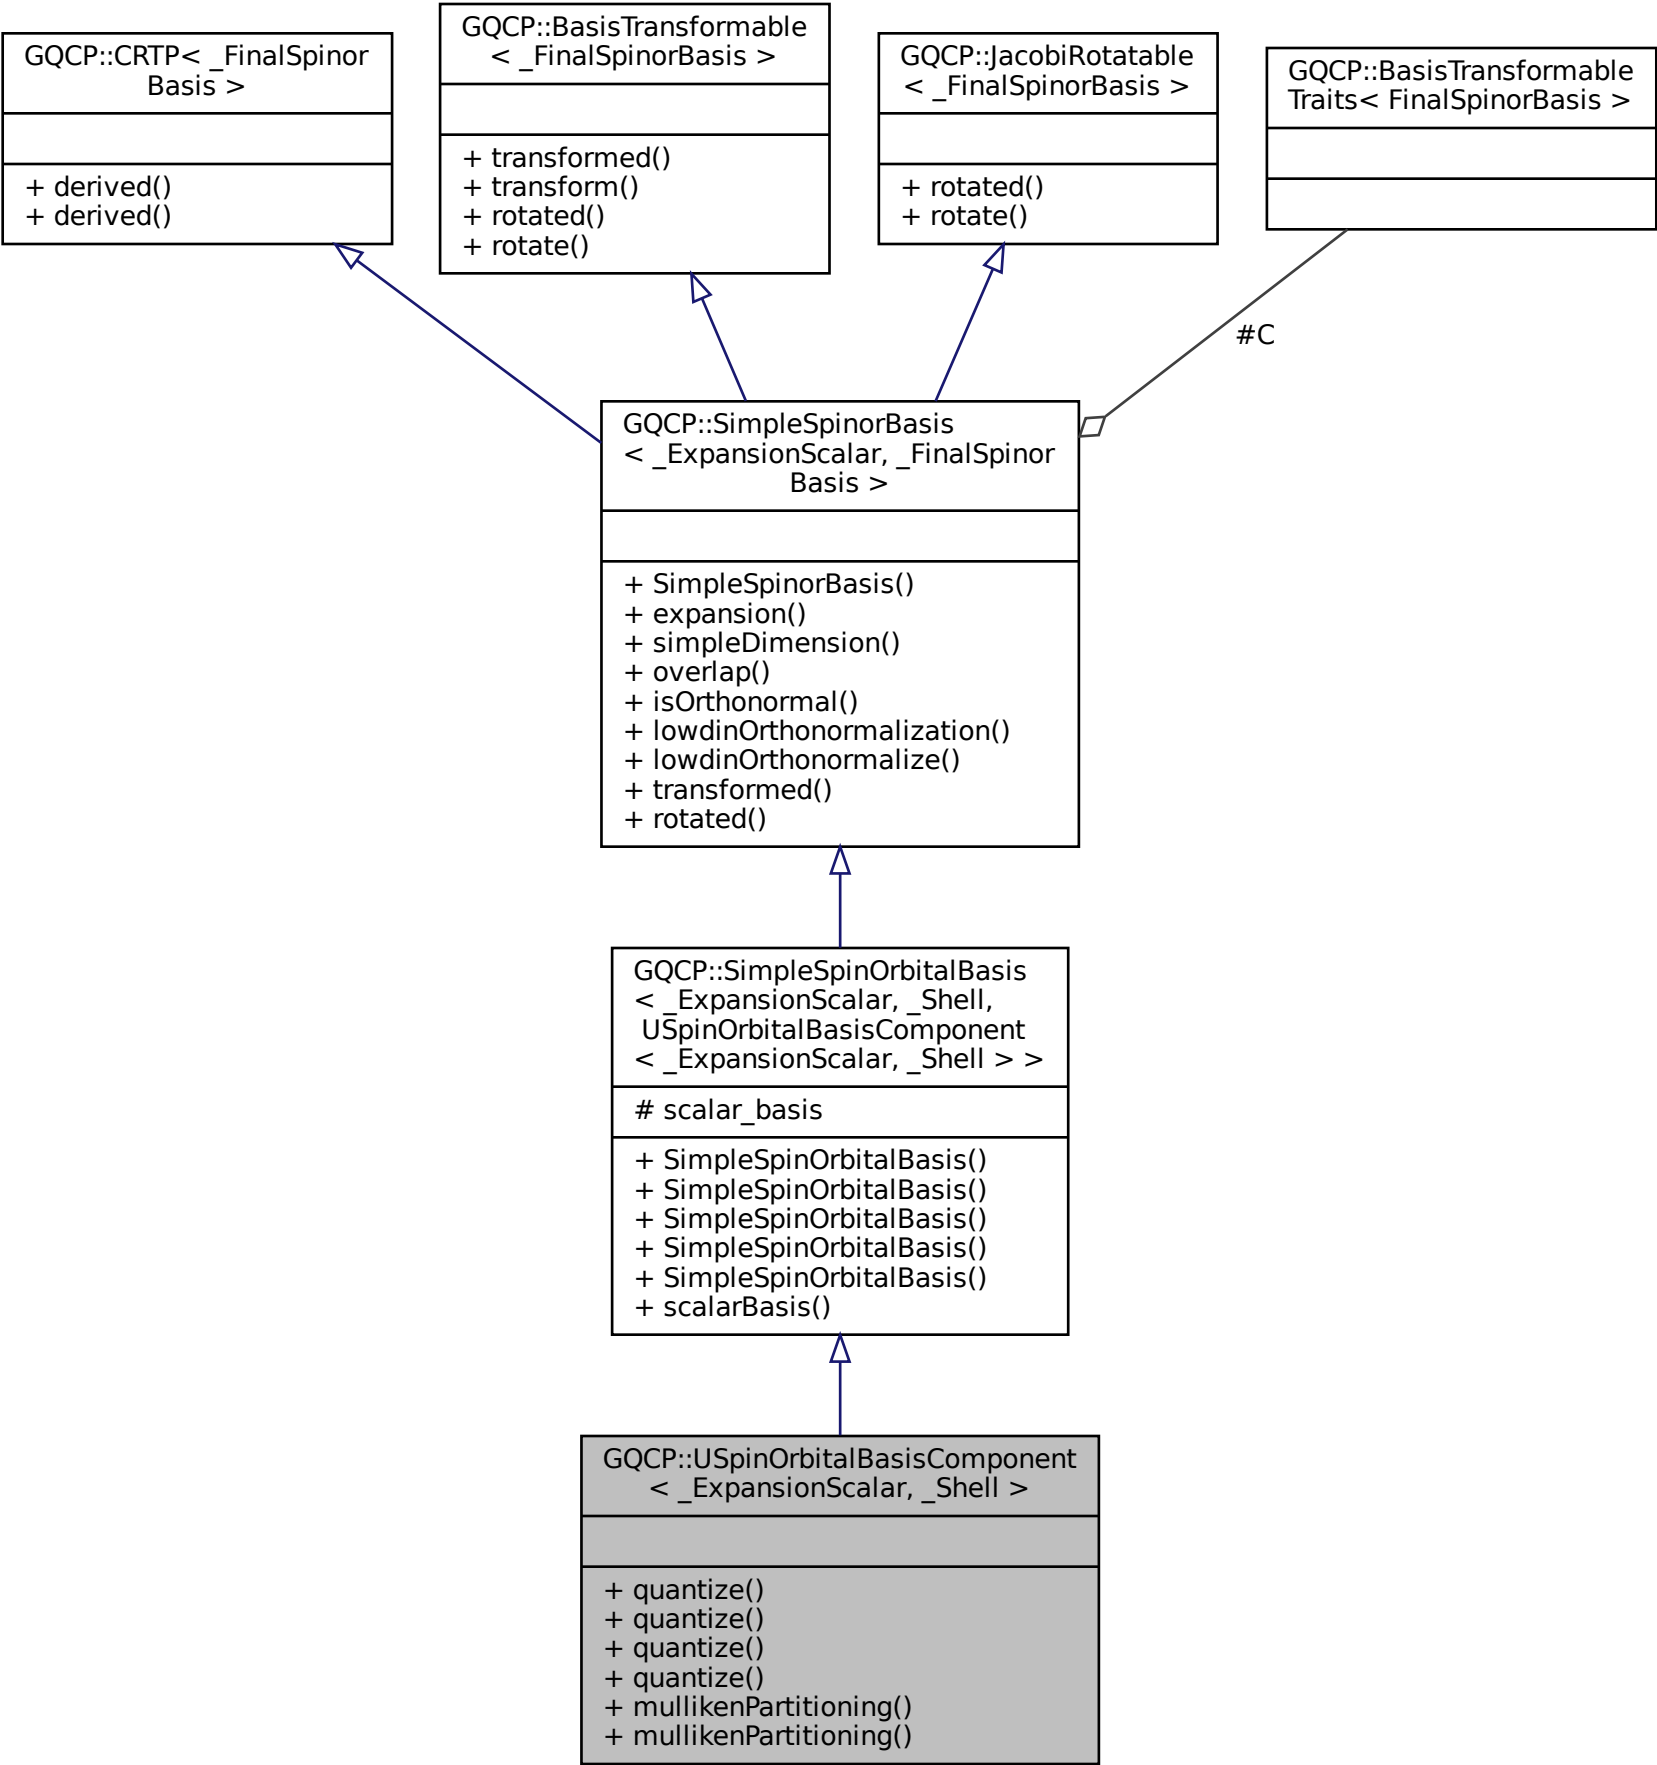 GQCP::CRTP< _FinalSpinor
Basis >
+ derived()
+ derived()
GQCP::BasisTransformable
< _FinalSpinorBasis >
+ transformed()
+ transform()
+ rotated()
+ rotate()
GQCP::JacobiRotatable
< _FinalSpinorBasis >
+ rotated()
+ rotate()
GQCP::BasisTransformable
Traits< FinalSpinorBasis >
#C
GQCP::SimpleSpinorBasis
< _ExpansionScalar, _FinalSpinor
Basis >
+ SimpleSpinorBasis()
+ expansion()
+ simpleDimension()
+ overlap()
+ isOrthonormal()
+ lowdinOrthonormalization()
+ lowdinOrthonormalize()
+ transformed()
+ rotated()
GQCP::SimpleSpinOrbitalBasis
< _ExpansionScalar, _Shell,
USpinOrbitalBasisComponent
< _ExpansionScalar, _Shell > >
# scalar_basis
+ SimpleSpinOrbitalBasis()
+ SimpleSpinOrbitalBasis()
+ SimpleSpinOrbitalBasis()
+ SimpleSpinOrbitalBasis()
+ SimpleSpinOrbitalBasis()
+ scalarBasis()
GQCP::USpinOrbitalBasisComponent
< _ExpansionScalar, _Shell >
+ quantize()
+ quantize()
+ quantize()
+ quantize()
+ mullikenPartitioning()
+ mullikenPartitioning()